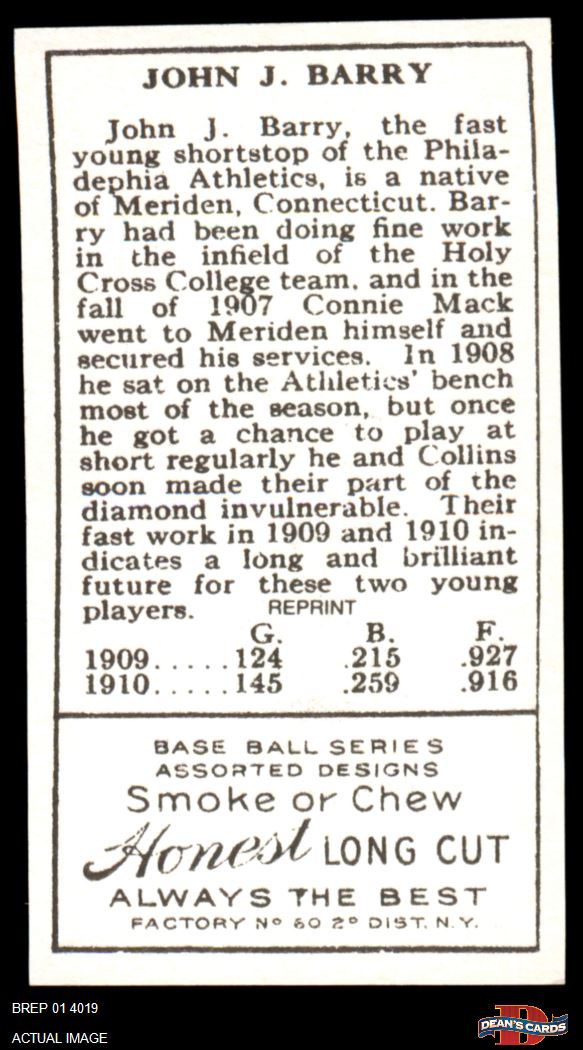 JOHN J. BARRY
John J. Barry, the fast
young shortstop of the Phila-
dephia Athletics, is a native
of Meriden, Connecticut. Bar-
ry had been doing fine work
in the infield of the Holy
Cross College team, and in the
fall of 1907 Connie Mack
went to Meriden himself and
secured his services. In 1908
he sat on the Athletics' bench
most of the season, but once
he got a chance to play at
short regularly he and Collins
soon made their part of the
diamond invulnerable. Their
fast work in 1909 and 1910 in-
dicates a long and brilliant
future for these two young
players. REPRINT
G. B. F.
1909.....124 .215 .927
1910.....145 .259 .916
BASE BALL SERIES
ASSORTED DESIGNS
Smoke or Chew
Honest LONG CUT
ALWAYS THE BEST
FACTORY Nº 60 2ᴰ DIST. N.Y.
BREP 01 4019
ACTUAL IMAGE
DEAN'S CARDS